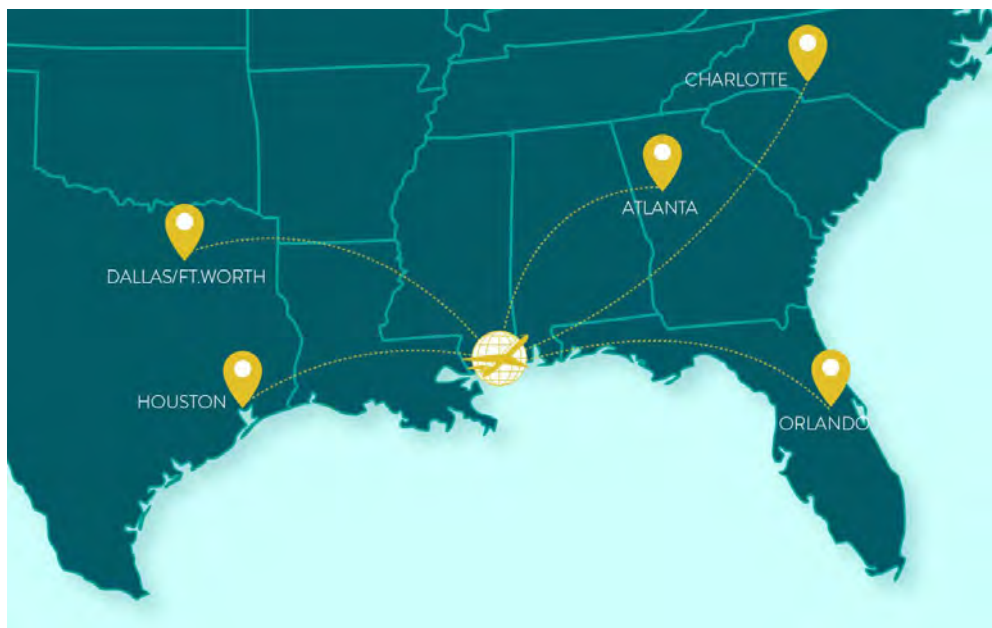 CHARLOTTE
ATLANTA
DALLAS/FT.WORTH
HOUSTON
ORLANDO